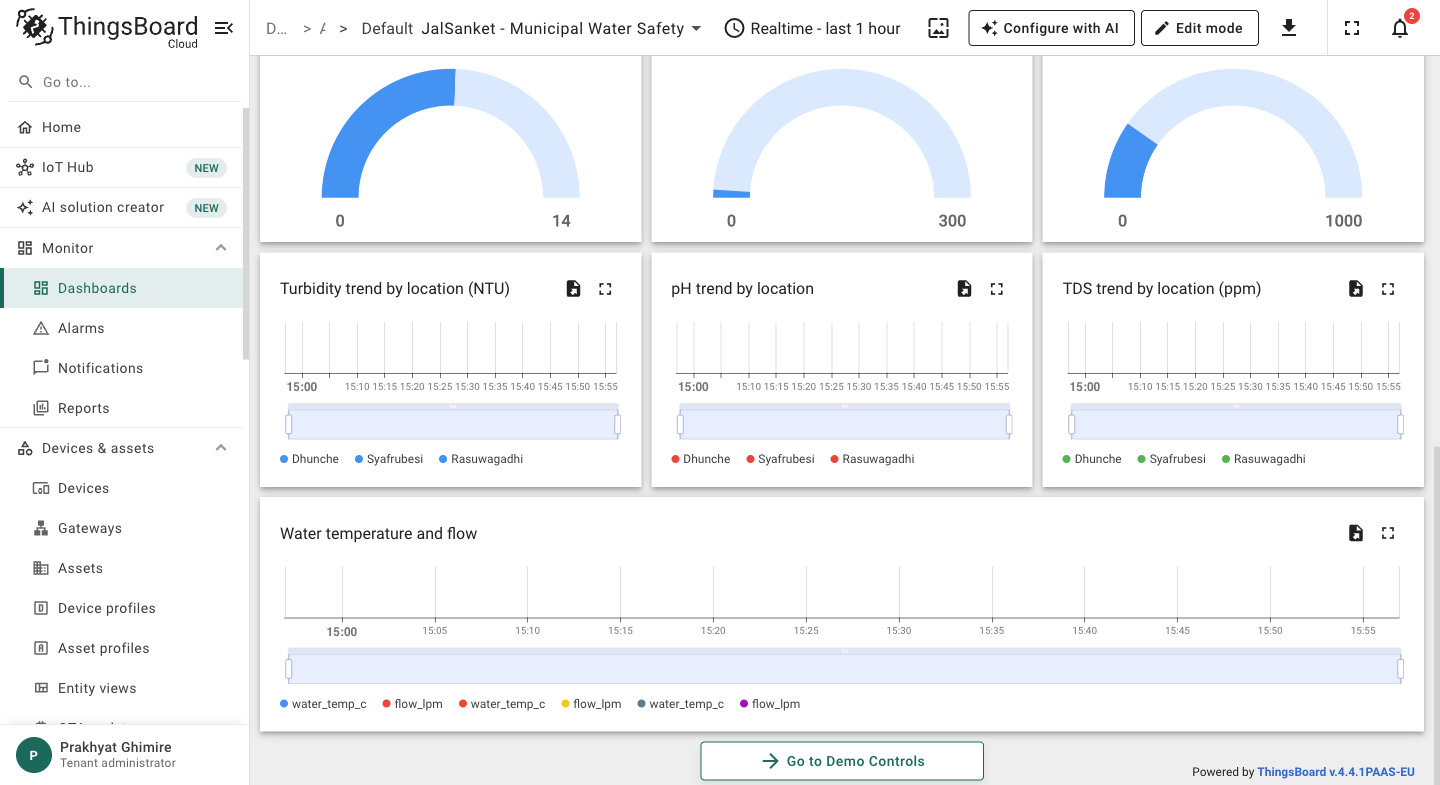 ThingsBoard
Cloud
D... > A > Default JalSanket - Municipal Water Safety
Realtime - last 1 hour
Configure with AI
Edit mode
2
Go to...
Home
IoT Hub NEW
AI solution creator NEW
Monitor
Dashboards
Alarms
Notifications
Reports
Devices & assets
Devices
Gateways
Assets
Device profiles
Asset profiles
Entity views
P
Prakhyat Ghimire
Tenant administrator
0 14
0 300
0 1000
Turbidity trend by location (NTU)
15:00 15:10 15:15 15:20 15:25 15:30 15:35 15:40 15:45 15:50 15:55
Dhunche Syafrubesi Rasuwagadhi
pH trend by location
15:00 15:10 15:15 15:20 15:25 15:30 15:35 15:40 15:45 15:50 15:55
Dhunche Syafrubesi Rasuwagadhi
TDS trend by location (ppm)
15:00 15:10 15:15 15:20 15:25 15:30 15:35 15:40 15:45 15:50 15:55
Dhunche Syafrubesi Rasuwagadhi
Water temperature and flow
15:00 15:05 15:10 15:15 15:20 15:25 15:30 15:35 15:40 15:45 15:50 15:55
water_temp_c flow_lpm water_temp_c flow_lpm water_temp_c flow_lpm
Go to Demo Controls
Powered by ThingsBoard v.4.4.1PAAS-EU